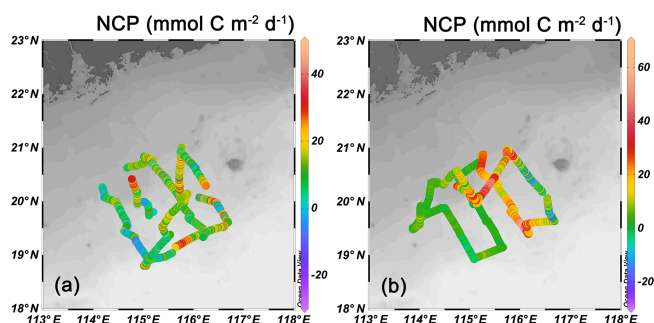 NCP (mmol C m⁻² d⁻¹)
23°N
22°N
21°N
20°N
19°N
18°N
113°E 114°E 115°E 116°E 117°E 118°E
40
20
0
-20
(a)
Ocean Data View
NCP (mmol C m⁻² d⁻¹)
23°N
22°N
21°N
20°N
19°N
18°N
113°E 114°E 115°E 116°E 117°E 118°E
60
40
20
0
-20
(b)
Ocean Data View